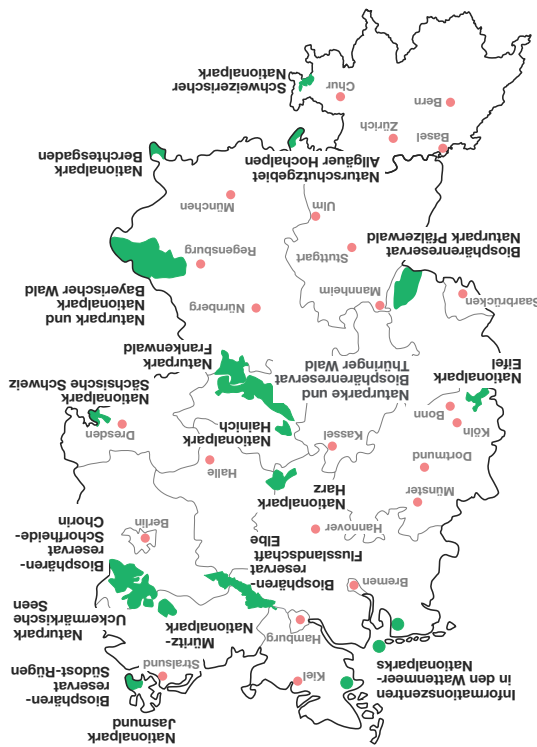 Nationalpark
Jasmund
Biosphären-
reservat
Südost-Rügen
Informationszentren
in den Wattenmeer-
Nationalparks
Kiel
Stralsund
Hamburg
Müritz-
Nationalpark
Naturpark
Uckermärkische
Seen
Bremen
Biosphären-
reservat
Flusslandschaft
Elbe
Biosphären-
reservat
Schorfheide-
Chorin
Hannover
Berlin
Münster
Nationalpark
Harz
Dortmund
Halle
Kassel
Nationalpark
Hainich
Dresden
Köln
Bonn
Nationalpark
Sächsische Schweiz
Nationalpark
Eifel
Naturparke und
Biosphärenreservat
Thüringer Wald
Naturpark
Frankenwald
Saarbrücken
Mannheim
Nürnberg
Naturpark und
Nationalpark
Bayerischer Wald
Biosphärenreservat
Naturpark Pfälzerwald
Stuttgart
Regensburg
Ulm
München
Naturschutzgebiet
Allgäuer Hochalpen
Nationalpark
Berchtesgaden
Basel
Zürich
Bern
Chur
Schweizerischer
Nationalpark